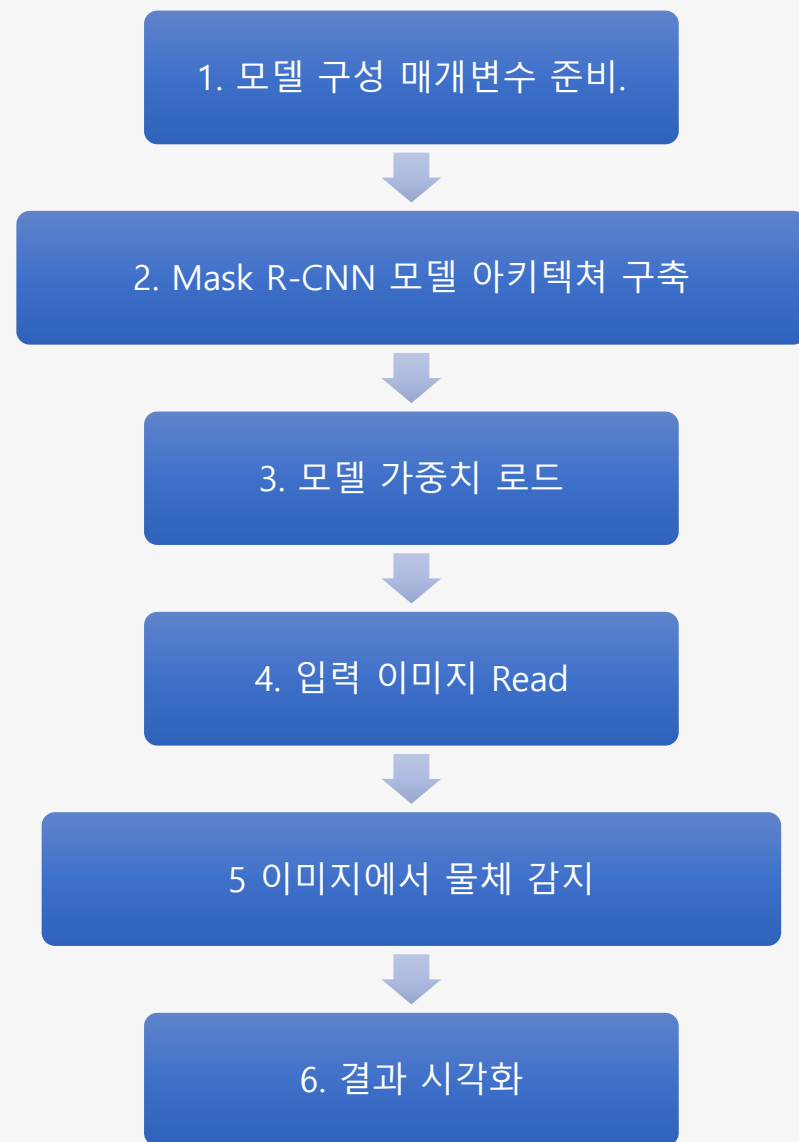 1. 모델 구성 매개변수 준비.
2. Mask R-CNN 모델 아키텍쳐 구축
3. 모델 가중치 로드
4. 입력 이미지 Read
5 이미지에서 물체 감지
6. 결과 시각화